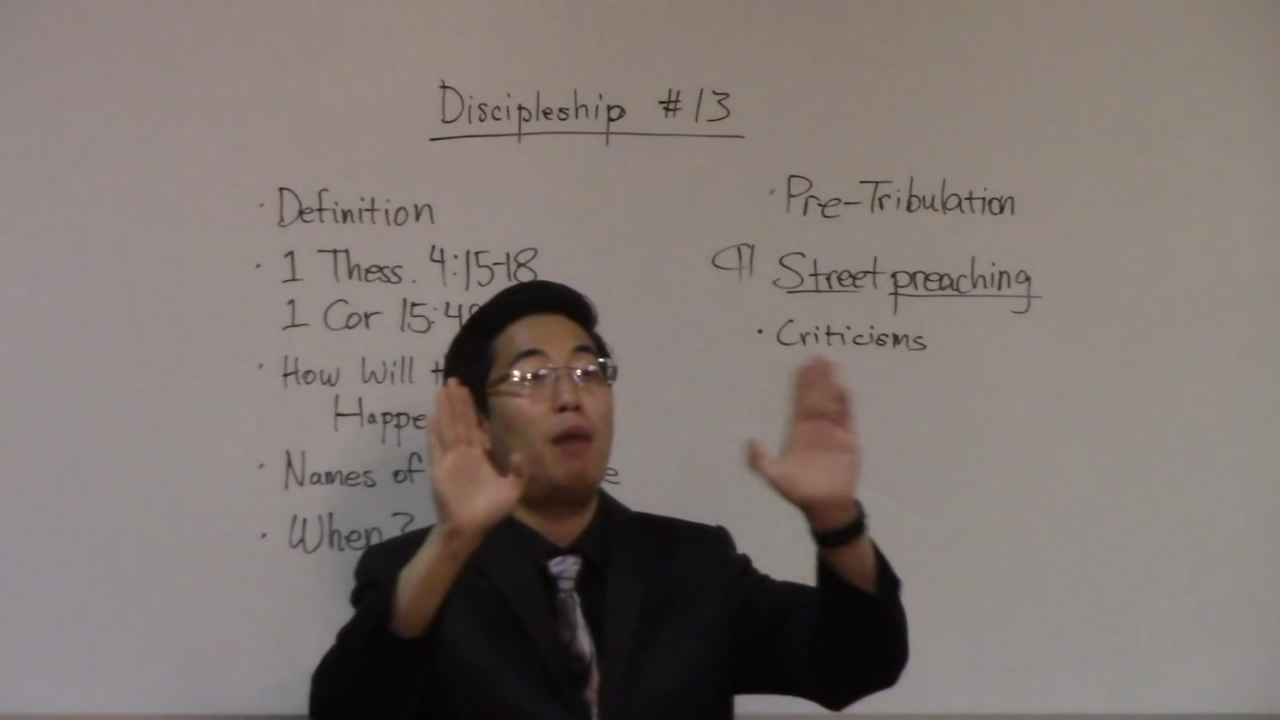 Discipleship #13
· Definition
· 1 Thess. 4:15-18
1 Cor 15:4
· How Will
Happe
· Names of
· When?
· Pre-Tribulation
¶ Street preaching
· Criticisms